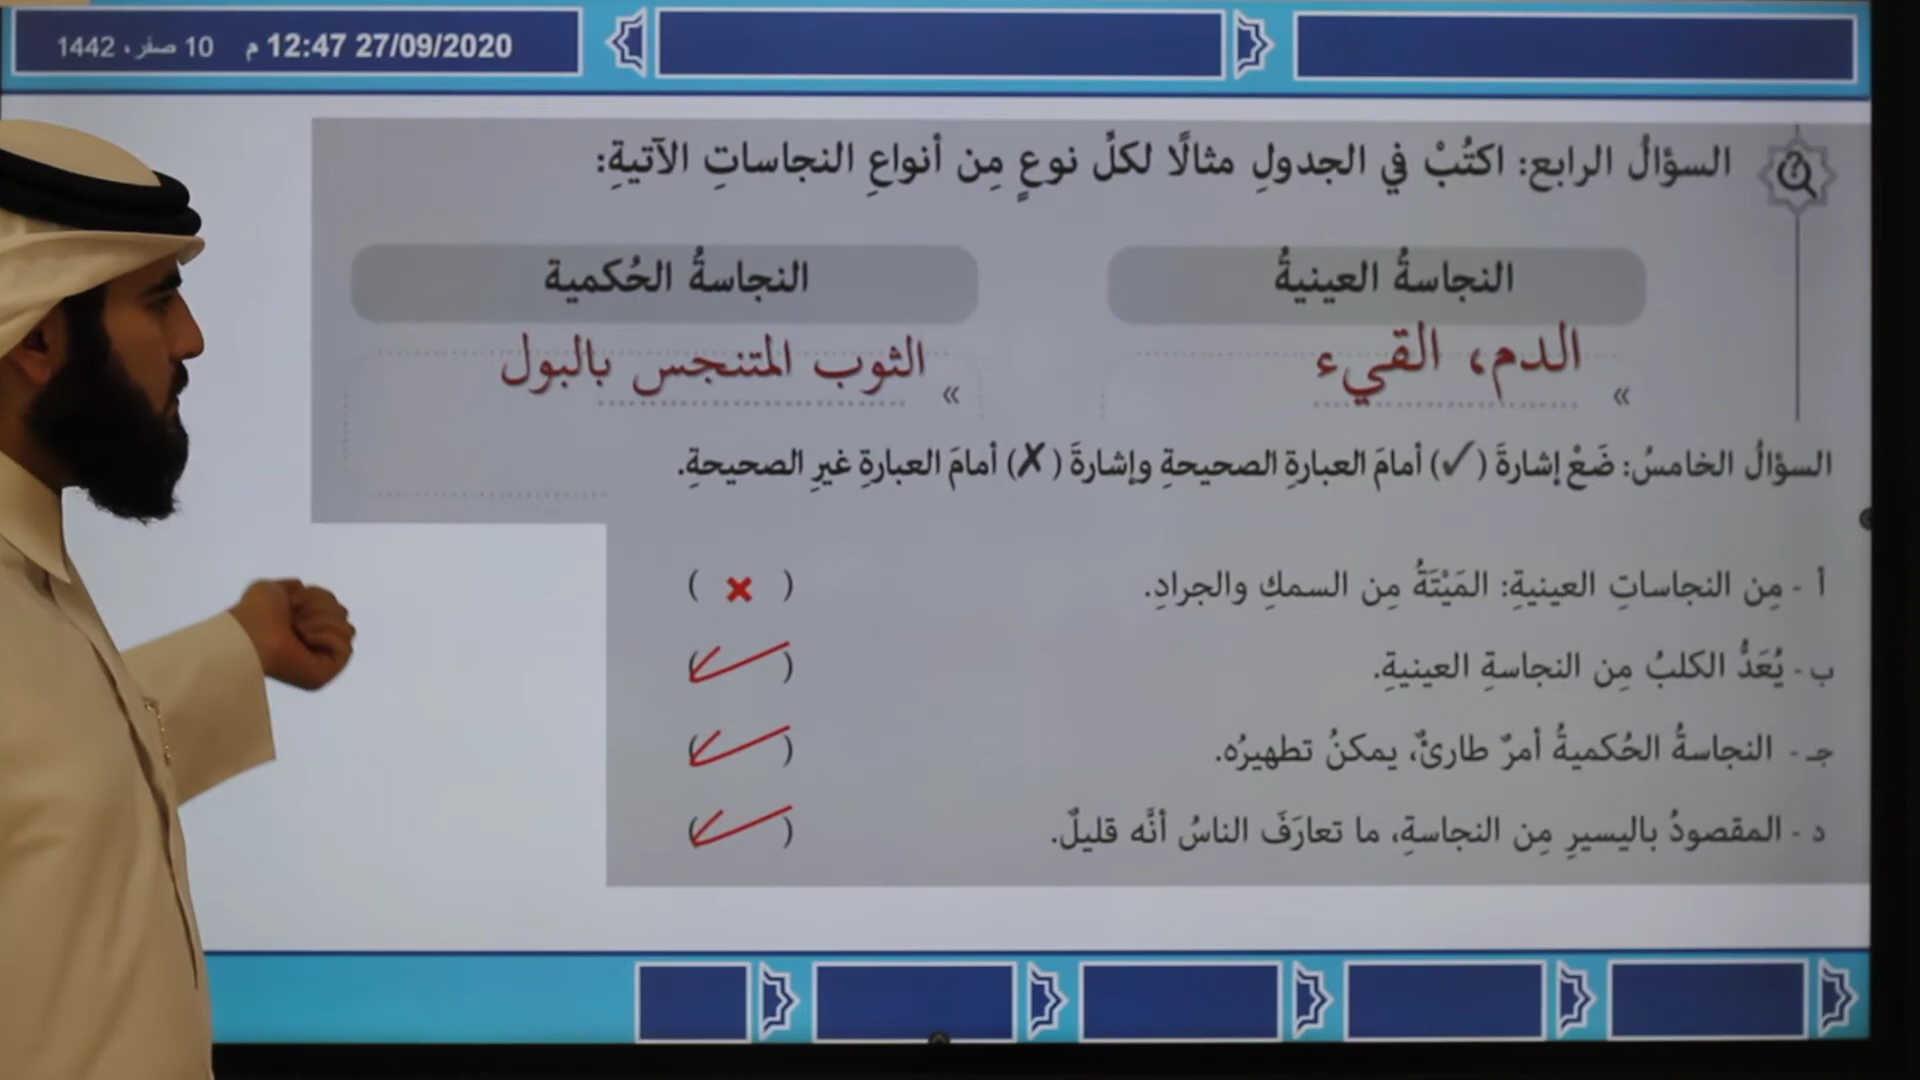 27/09/2020 12:47 م 10 صفر، 1442
السؤالُ الرابع: اكتُبْ في الجدولِ مثالًا لكلِّ نوعٍ مِن أنواعِ النجاساتِ الآتيةِ:
النجاسةُ العينيةُ
النجاسةُ الحُكمية
» الدم، القيء
» الثوب المتنجس بالبول
السؤالُ الخامسُ: ضَعْ إشارةَ (✓) أمامَ العبارةِ الصحيحةِ وإشارةَ (✗) أمامَ العبارةِ غيرِ الصحيحةِ.
أ - مِن النجاساتِ العينيةِ: المَيْتَةُ مِن السمكِ والجرادِ. ( ✗ )
ب - يُعَدُّ الكلبُ مِن النجاسةِ العينيةِ. (✓)
جـ - النجاسةُ الحُكميةُ أمرٌ طارئٌ، يمكنُ تطهيرُه. (✓)
د - المقصودُ باليسيرِ مِن النجاسةِ، ما تعارَفَ الناسُ أنَّه قليلٌ. (✓)